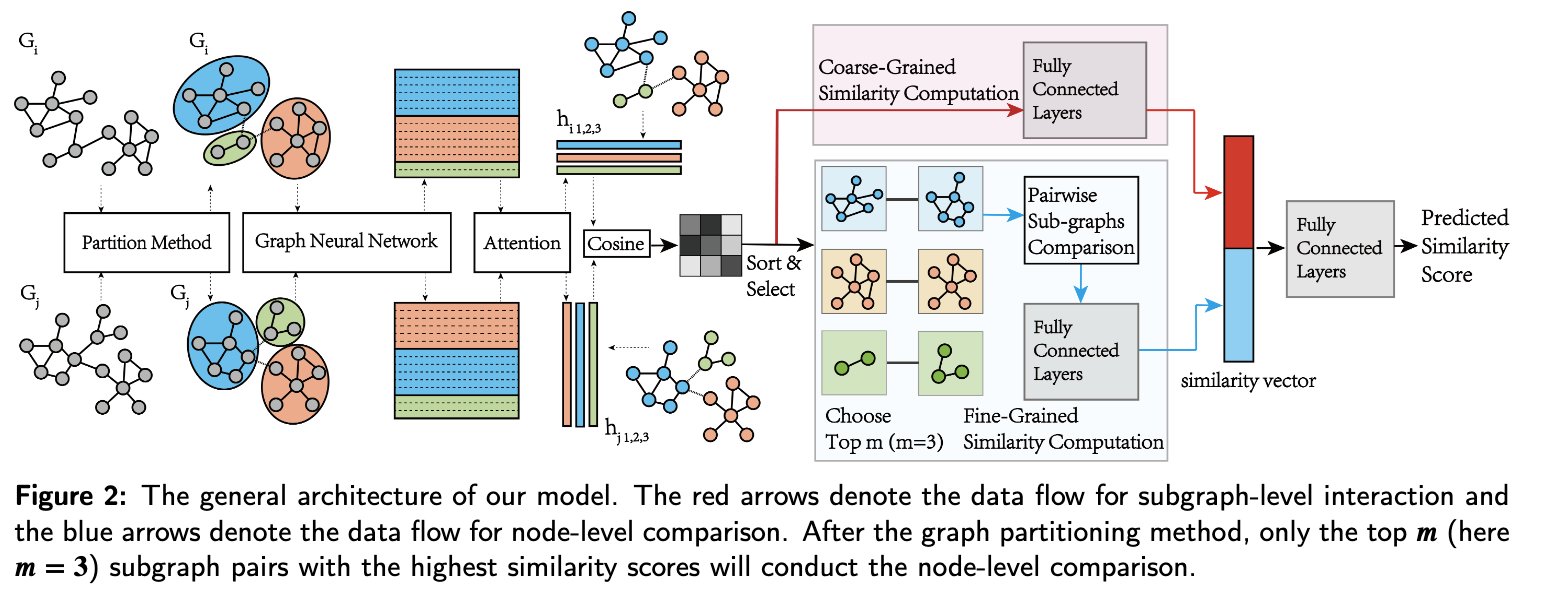 G_i
G_i
h_i 1,2,3
Coarse-Grained
Similarity Computation
Fully
Connected
Layers
Partition Method
Graph Neural Network
Attention
Cosine
Sort &
Select
Pairwise
Sub-graphs
Comparison
Fully
Connected
Layers
Choose
Top m (m=3)
Fine-Grained
Similarity Computation
similarity vector
Fully
Connected
Layers
Predicted
Similarity
Score
G_j
G_j
h_j 1,2,3
Figure 2: The general architecture of our model. The red arrows denote the data flow for subgraph-level interaction and
the blue arrows denote the data flow for node-level comparison. After the graph partitioning method, only the top m (here
m = 3) subgraph pairs with the highest similarity scores will conduct the node-level comparison.